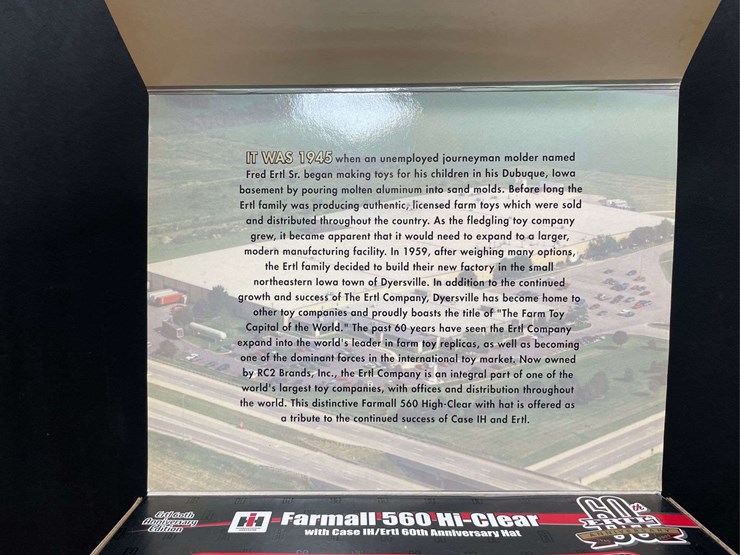 IT WAS 1945 when an unemployed journeyman molder named
Fred Ertl Sr. began making toys for his children in his Dubuque, Iowa
basement by pouring molten aluminum into sand molds. Before long the
Ertl family was producing authentic, licensed farm toys which were sold
and distributed throughout the country. As the fledgling toy company
grew, it became apparent that it would need to expand to a larger,
modern manufacturing facility. In 1959, after weighing many options,
the Ertl family decided to build their new factory in the small
northeastern Iowa town of Dyersville. In addition to the continued
growth and success of The Ertl Company, Dyersville has become home to
other toy companies and proudly boasts the title of "The Farm Toy
Capital of the World." The past 60 years have seen the Ertl Company
expand into the world's leader in farm toy replicas, as well as becoming
one of the dominant forces in the international toy market. Now owned
by RC2 Brands, Inc., the Ertl Company is an integral part of one of the
world's largest toy companies, with offices and distribution throughout
the world. This distinctive Farmall 560 High-Clear with hat is offered as
a tribute to the continued success of Case IH and Ertl.
Ertl 60th
Anniversary
Edition
Farmall 560 Hi-Clear
with Case IH/Ertl 60th Anniversary Hat
60th
ERTL